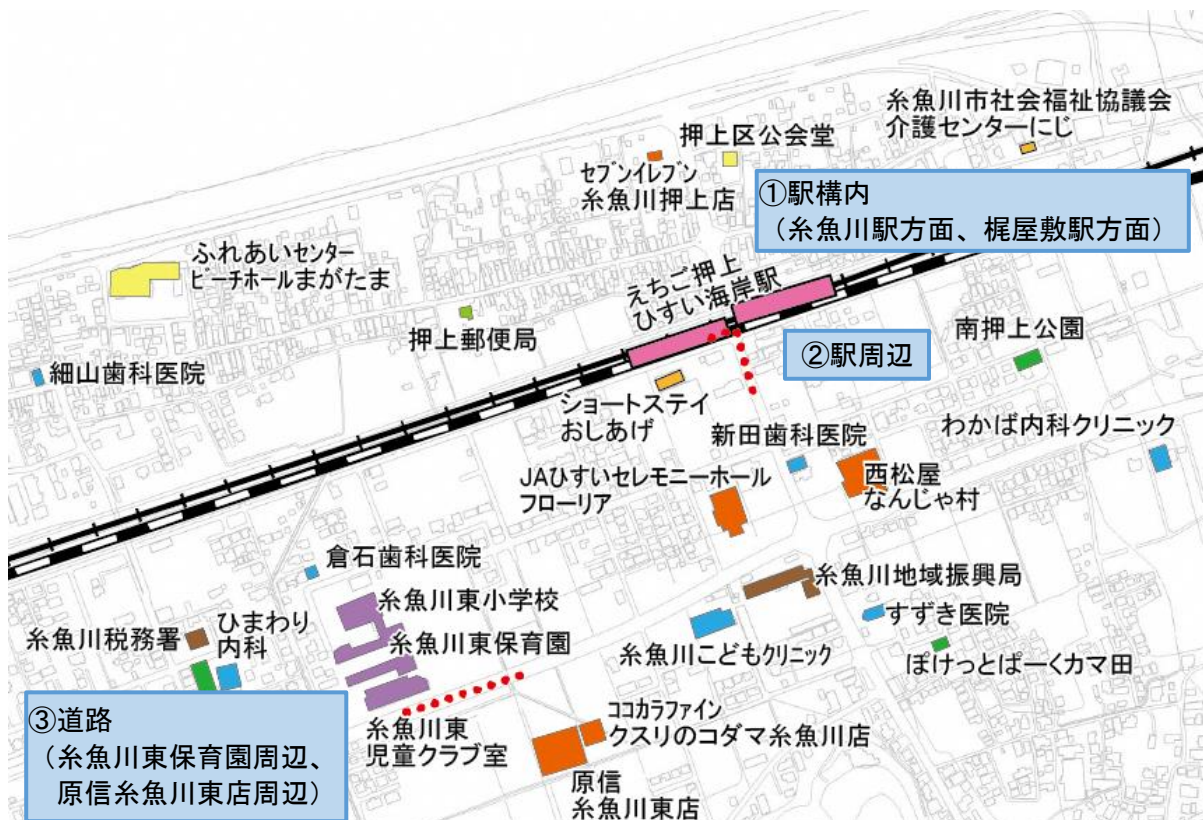 糸魚川市社会福祉協議会
介護センターにじ
押上区公会堂
セブンイレブン
糸魚川押上店
①駅構内
(糸魚川駅方面、梶屋敷駅方面)
ふれあいセンター
ビーチホールまがたま
えちご押上
ひすい海岸駅
押上郵便局
南押上公園
②駅周辺
細山歯科医院
ショートステイ
おしあげ
新田歯科医院
わかば内科クリニック
JAひすいセレモニーホール
フローリア
西松屋
なんじゃ村
倉石歯科医院
糸魚川地域振興局
糸魚川東小学校
すずき医院
ひまわり
内科
糸魚川税務署
糸魚川東保育園
糸魚川こどもクリニック
ぽけっとぱーくカマ田
③道路
(糸魚川東保育園周辺、
原信糸魚川東店周辺)
糸魚川東
児童クラブ室
ココカラファイン
クスリのコダマ糸魚川店
原信
糸魚川東店